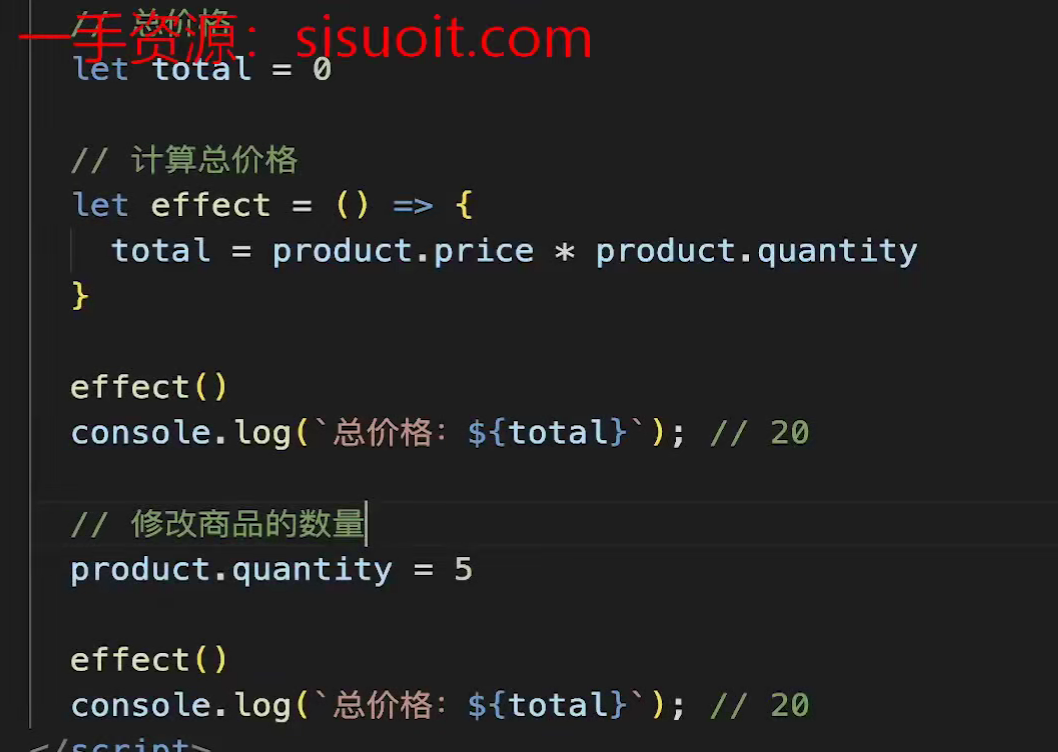 // 总价格
一手资源：sisuoit.com
let total = 0
// 计算总价格
let effect = () => {
total = product.price * product.quantity
}
effect()
console.log(`总价格：${total}`); // 20
// 修改商品的数量
product.quantity = 5
effect()
console.log(`总价格：${total}`); // 20
</script>